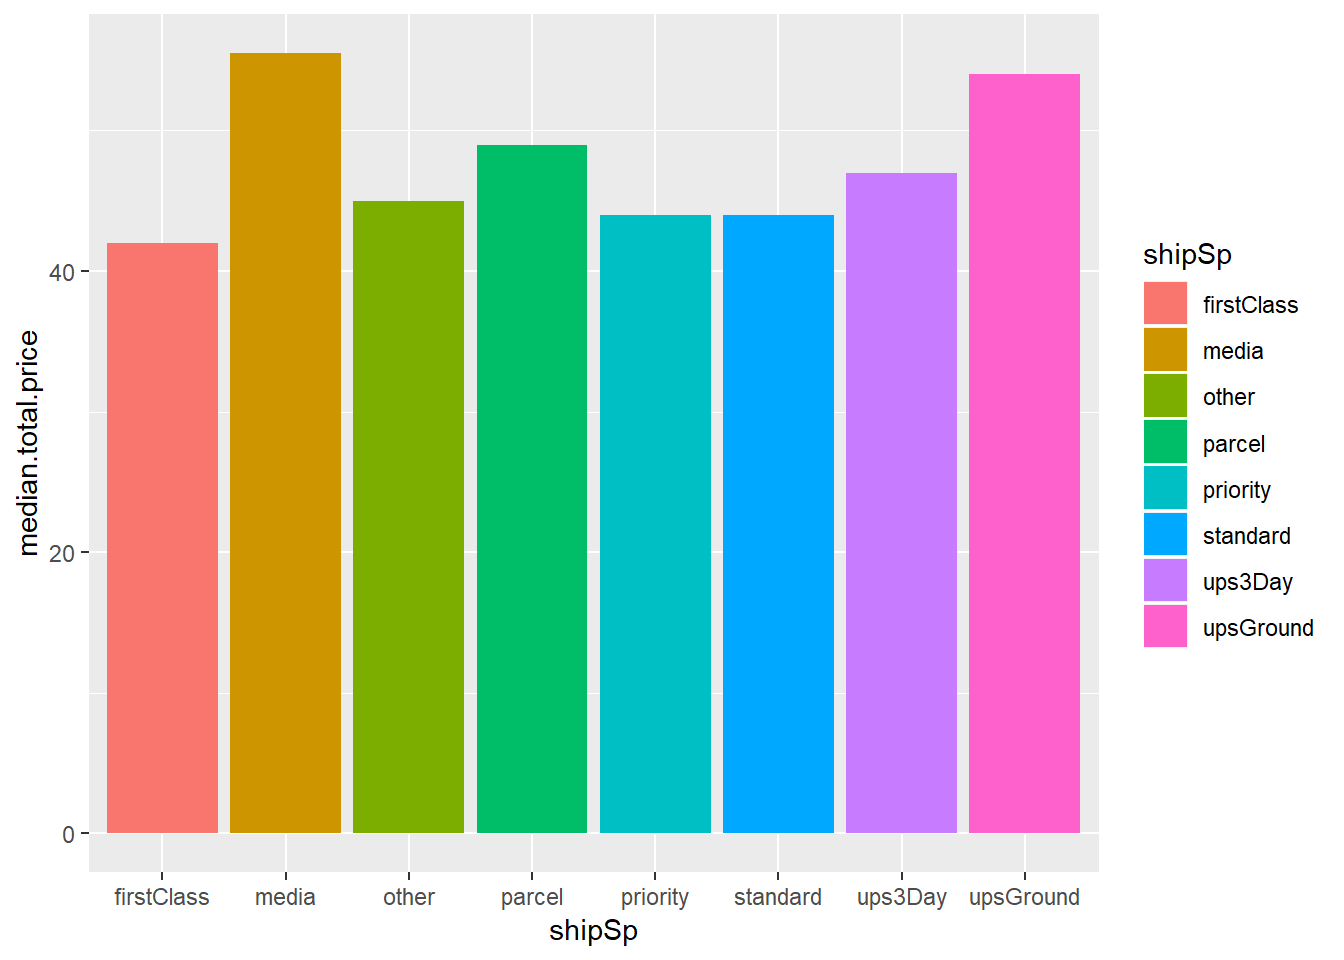 median.total.price
40
20
0
firstClass media other parcel priority standard ups3Day upsGround
shipSp
shipSp
firstClass
media
other
parcel
priority
standard
ups3Day
upsGround